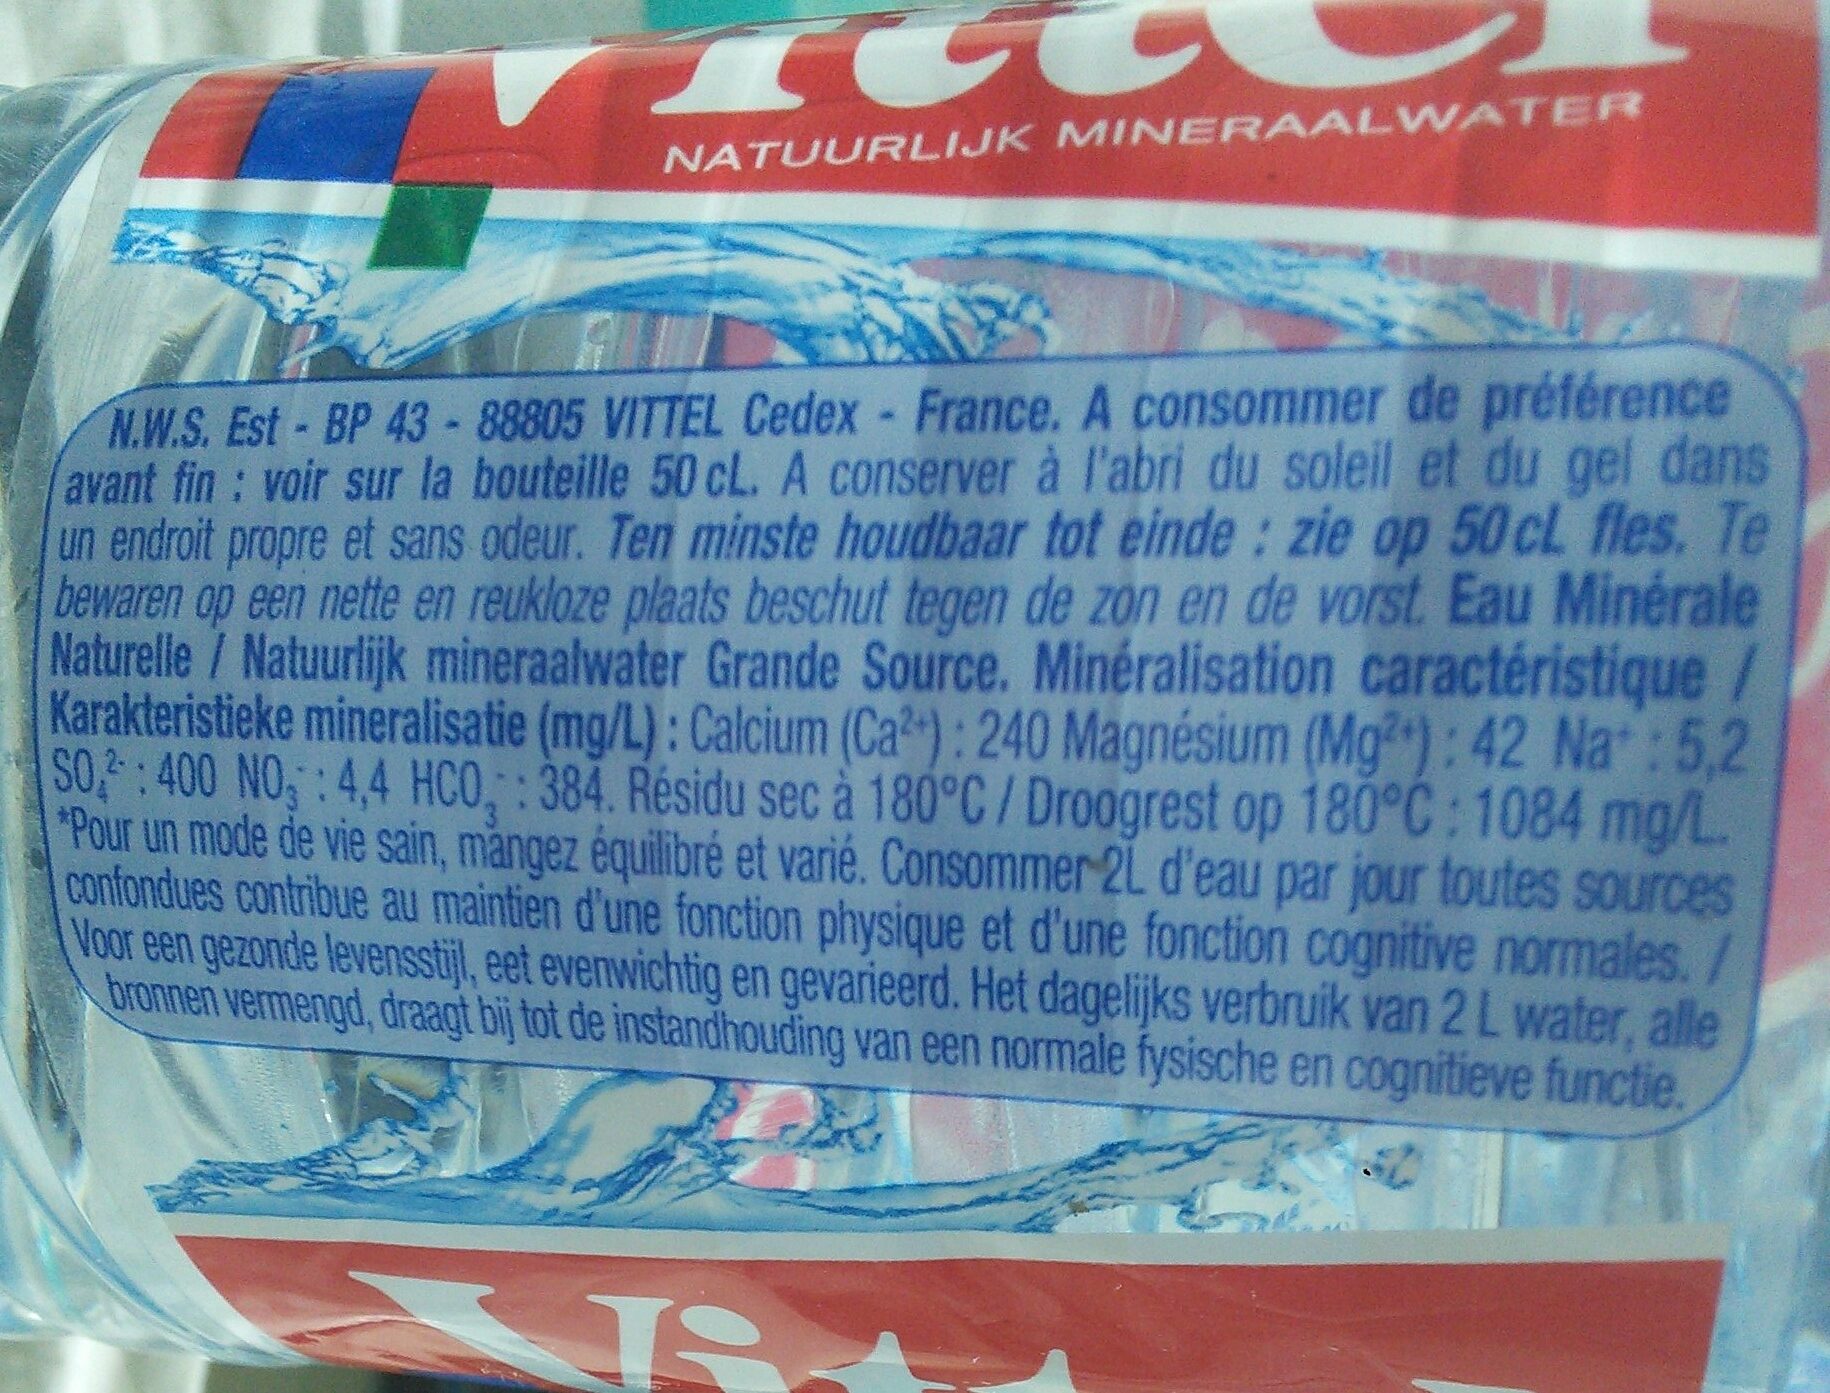 Vittel
NATUURLIJK MINERAALWATER
N.W.S. Est - BP 43 - 88805 VITTEL Cedex - France. A consommer de préférence
avant fin : voir sur la bouteille 50 cL. A conserver à l'abri du soleil et du gel dans
un endroit propre et sans odeur. Ten minste houdbaar tot einde : zie op 50 cL fles. Te
bewaren op een nette en reukloze plaats beschut tegen de zon en de vorst. Eau Minérale
Naturelle / Natuurlijk mineraalwater Grande Source. Minéralisation caractéristique /
Karakteristieke mineralisatie (mg/L) : Calcium (Ca²⁺) : 240 Magnésium (Mg²⁺) : 42 Na⁺ : 5,2
SO₄²⁻ : 400 NO₃⁻ : 4,4 HCO₃⁻ : 384. Résidu sec à 180°C / Droogrest op 180°C : 1084 mg/L.
*Pour un mode de vie sain, mangez équilibré et varié. Consommer 2L d'eau par jour toutes sources
confondues contribue au maintien d'une fonction physique et d'une fonction cognitive normales. /
Voor een gezonde levensstijl, eet evenwichtig en gevarieerd. Het dagelijks verbruik van 2 L water, alle
bronnen vermengd, draagt bij tot de instandhouding van een normale fysische en cognitieve functie.
Vitt